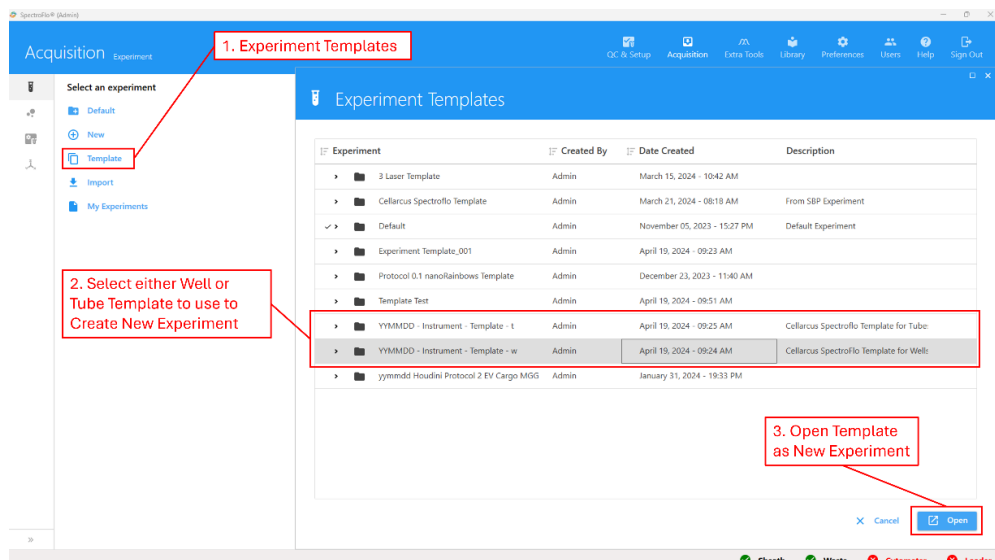 SpectroFlo® (Admin)
Acquisition Experiment
1. Experiment Templates
QC & Setup
Acquisition
Extra Tools
Library
Preferences
Users
Help
Sign Out
Select an experiment
Default
New
Template
Import
My Experiments
Experiment Templates
Experiment Created By Date Created Description
3 Laser Template Admin March 15, 2024 - 10:42 AM
Cellarcus Spectroflo Template Admin March 21, 2024 - 08:18 AM From SBP Experiment
Default Admin November 05, 2023 - 15:27 PM Default Experiment
Experiment Template_001 Admin April 19, 2024 - 09:23 AM
Protocol 0.1 nanoRainbows Template Admin December 23, 2023 - 11:40 AM
Template Test Admin April 19, 2024 - 09:51 AM
YYMMDD - Instrument - Template - t Admin April 19, 2024 - 09:25 AM Cellarcus Spectroflo Template for Tube
YYMMDD - Instrument - Template - w Admin April 19, 2024 - 09:24 AM Cellarcus SpectroFlo Template for Wells
yymmdd Houdini Protocol 2 EV Cargo MGG Admin January 31, 2024 - 19:33 PM
2. Select either Well or
Tube Template to use to
Create New Experiment
3. Open Template
as New Experiment
Cancel
Open
Sheath
Waste
Cytometer
Loader